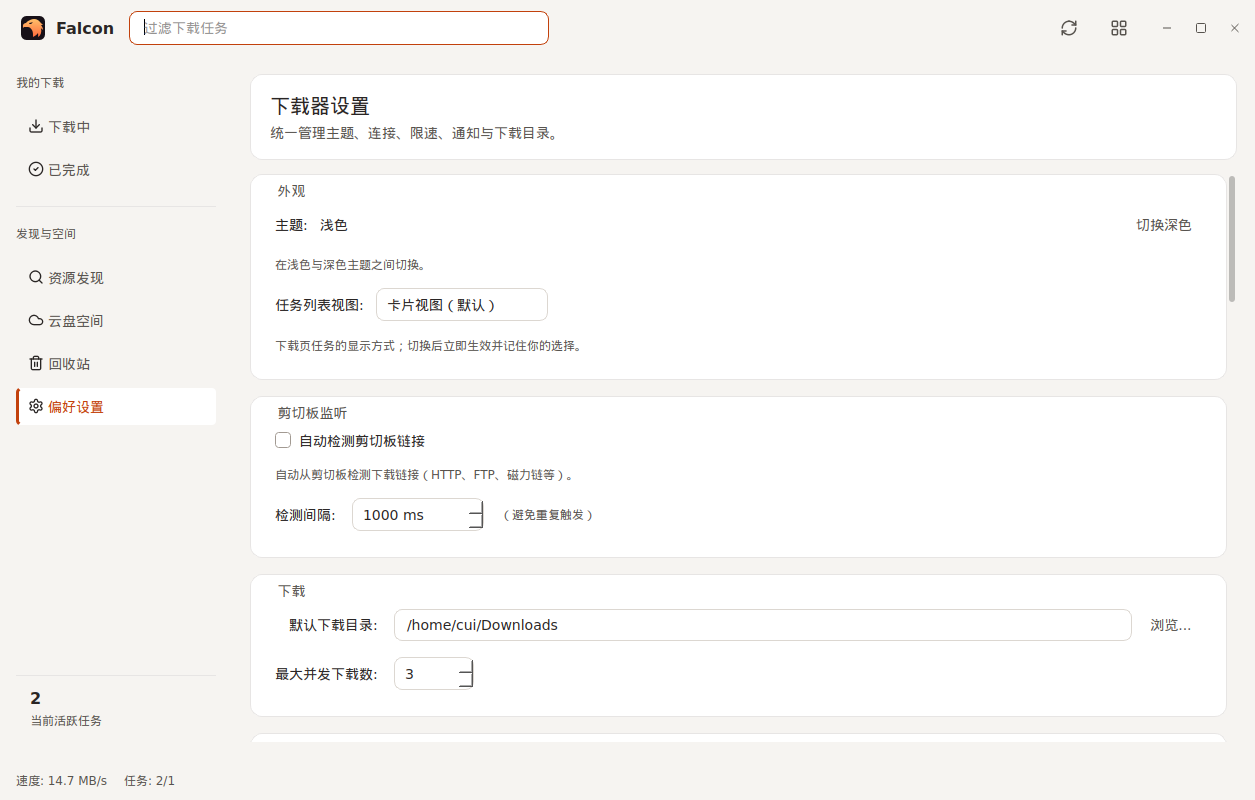 Falcon
过滤下载任务
我的下载
下载中
已完成
发现与空间
资源发现
云盘空间
回收站
偏好设置
2
当前活跃任务
速度: 14.7 MB/s 任务: 2/1
下载器设置
统一管理主题、连接、限速、通知与下载目录。
外观
主题: 浅色 切换深色
在浅色与深色主题之间切换。
任务列表视图: 卡片视图（默认）
下载页任务的显示方式；切换后立即生效并记住你的选择。
剪切板监听
自动检测剪切板链接
自动从剪切板检测下载链接（HTTP、FTP、磁力链等）。
检测间隔: 1000 ms （避免重复触发）
下载
默认下载目录: /home/cui/Downloads 浏览...
最大并发下载数: 3